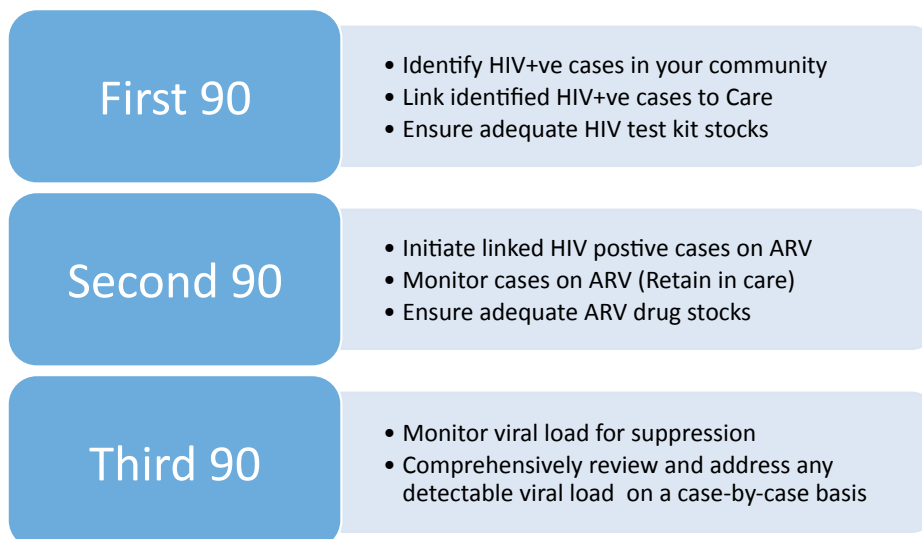 First 90
• Identify HIV+ve cases in your community
• Link identified HIV+ve cases to Care
• Ensure adequate HIV test kit stocks
Second 90
• Initiate linked HIV postive cases on ARV
• Monitor cases on ARV (Retain in care)
• Ensure adequate ARV drug stocks
Third 90
• Monitor viral load for suppression
• Comprehensively review and address any
detectable viral load on a case-by-case basis